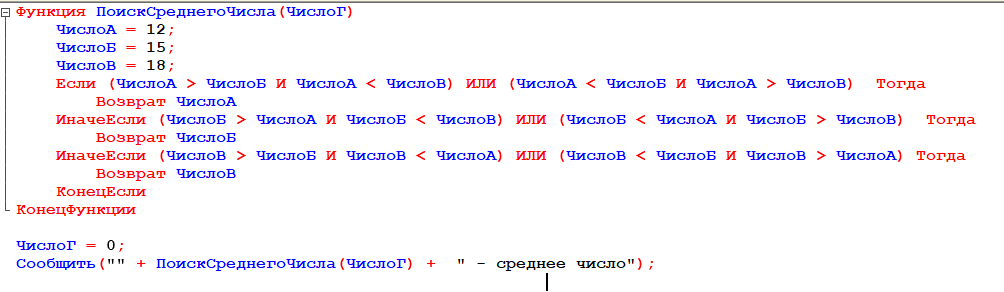 Функция ПоискСреднегоЧисла(ЧислоГ)
    ЧислоА = 12;
    ЧислоБ = 15;
    ЧислоВ = 18;
    Если (ЧислоА > ЧислоБ И ЧислоА < ЧислоВ) ИЛИ (ЧислоА < ЧислоБ И ЧислоА > ЧислоВ)  Тогда
        Возврат ЧислоА
    ИначеЕсли (ЧислоБ > ЧислоА И ЧислоБ < ЧислоВ) ИЛИ (ЧислоБ < ЧислоА И ЧислоБ > ЧислоВ)  Тогда
        Возврат ЧислоБ
    ИначеЕсли (ЧислоВ > ЧислоБ И ЧислоВ < ЧислоА) ИЛИ (ЧислоВ < ЧислоБ И ЧислоВ > ЧислоА) Тогда
        Возврат ЧислоВ
    КонецЕсли
КонецФункции

ЧислоГ = 0;
Сообщить("" + ПоискСреднегоЧисла(ЧислоГ) +  " - среднее число");